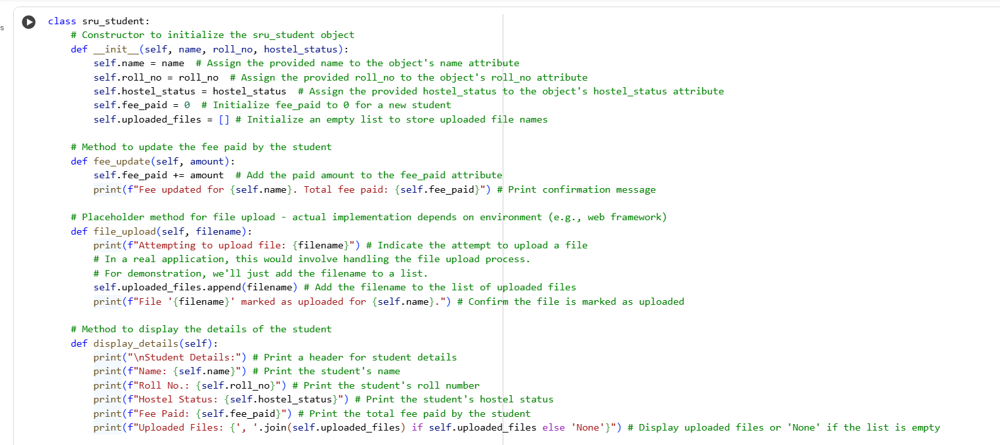 s
class sru_student:
    # Constructor to initialize the sru_student object
    def __init__(self, name, roll_no, hostel_status):
        self.name = name  # Assign the provided name to the object's name attribute
        self.roll_no = roll_no  # Assign the provided roll_no to the object's roll_no attribute
        self.hostel_status = hostel_status  # Assign the provided hostel_status to the object's hostel_status attribute
        self.fee_paid = 0  # Initialize fee_paid to 0 for a new student
        self.uploaded_files = [] # Initialize an empty list to store uploaded file names

    # Method to update the fee paid by the student
    def fee_update(self, amount):
        self.fee_paid += amount  # Add the paid amount to the fee_paid attribute
        print(f"Fee updated for {self.name}. Total fee paid: {self.fee_paid}") # Print confirmation message

    # Placeholder method for file upload - actual implementation depends on environment (e.g., web framework)
    def file_upload(self, filename):
        print(f"Attempting to upload file: {filename}") # Indicate the attempt to upload a file
        # In a real application, this would involve handling the file upload process.
        # For demonstration, we'll just add the filename to a list.
        self.uploaded_files.append(filename) # Add the filename to the list of uploaded files
        print(f"File '{filename}' marked as uploaded for {self.name}.") # Confirm the file is marked as uploaded

    # Method to display the details of the student
    def display_details(self):
        print("\nStudent Details:") # Print a header for student details
        print(f"Name: {self.name}") # Print the student's name
        print(f"Roll No.: {self.roll_no}") # Print the student's roll number
        print(f"Hostel Status: {self.hostel_status}") # Print the student's hostel status
        print(f"Fee Paid: {self.fee_paid}") # Print the total fee paid by the student
        print(f"Uploaded Files: {', '.join(self.uploaded_files) if self.uploaded_files else 'None'}") # Display uploaded files or 'None' if the list is empty